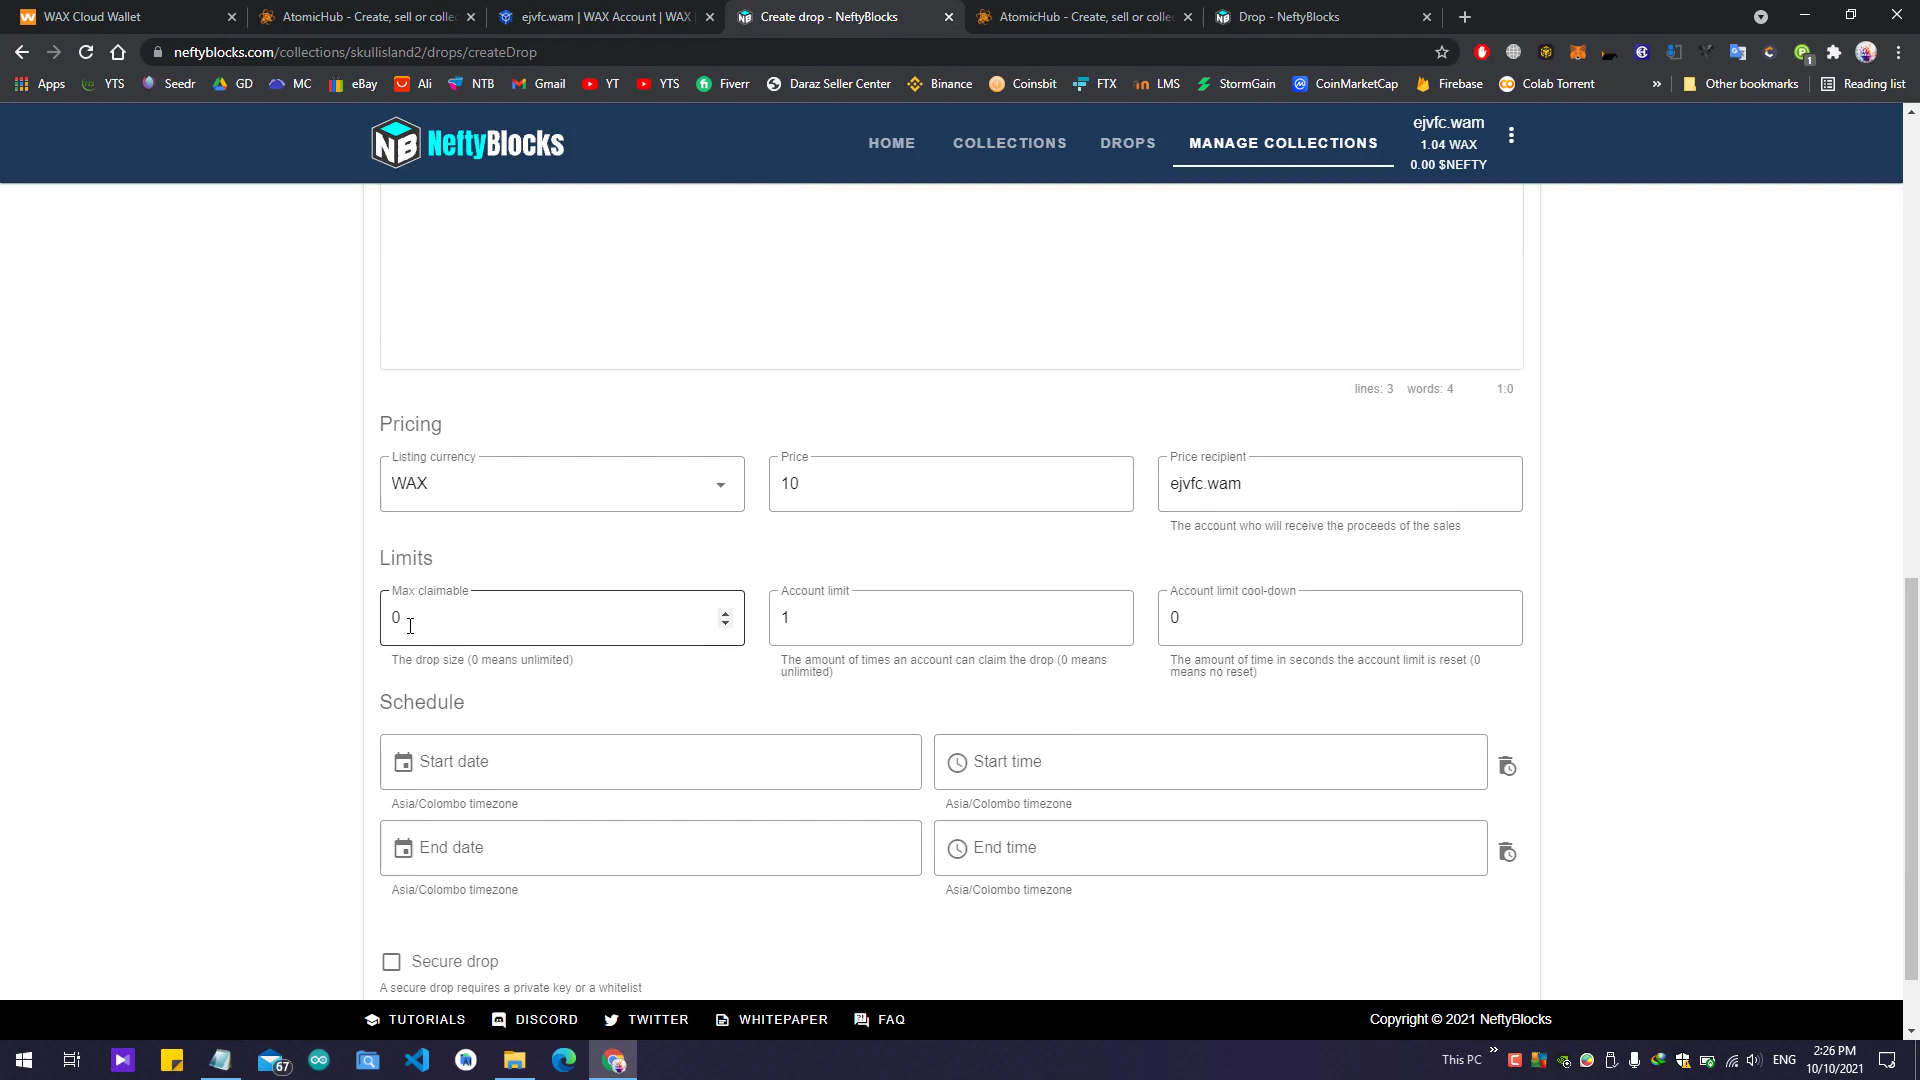 WAX Cloud Wallet
AtomicHub - Create, sell or colle
ejvfc.wam | WAX Account | WAX
Create drop - NeftyBlocks
AtomicHub - Create, sell or colle
Drop - NeftyBlocks
neftyblocks.com/collections/skullisland2/drops/createDrop
Apps YTS Seedr GD MC eBay Ali NTB Gmail YT YTS Fiverr Daraz Seller Center Binance Coinsbit FTX LMS StormGain CoinMarketCap Firebase Colab Torrent » Other bookmarks Reading list
NB NeftyBlocks
HOME COLLECTIONS DROPS MANAGE COLLECTIONS
ejvfc.wam
1.04 WAX
0.00 $NEFTY
lines: 3 words: 4 1:0
Pricing
Listing currency
WAX
Price
10
Price recipient
ejvfc.wam
The account who will receive the proceeds of the sales
Limits
Max claimable
0
The drop size (0 means unlimited)
Account limit
1
The amount of times an account can claim the drop (0 means
unlimited)
Account limit cool-down
0
The amount of time in seconds the account limit is reset (0
means no reset)
Schedule
Start date
Asia/Colombo timezone
Start time
Asia/Colombo timezone
End date
Asia/Colombo timezone
End time
Asia/Colombo timezone
Secure drop
A secure drop requires a private key or a whitelist
TUTORIALS DISCORD TWITTER WHITEPAPER FAQ
Copyright © 2021 NeftyBlocks
67
This PC
ENG
2:26 PM
10/10/2021